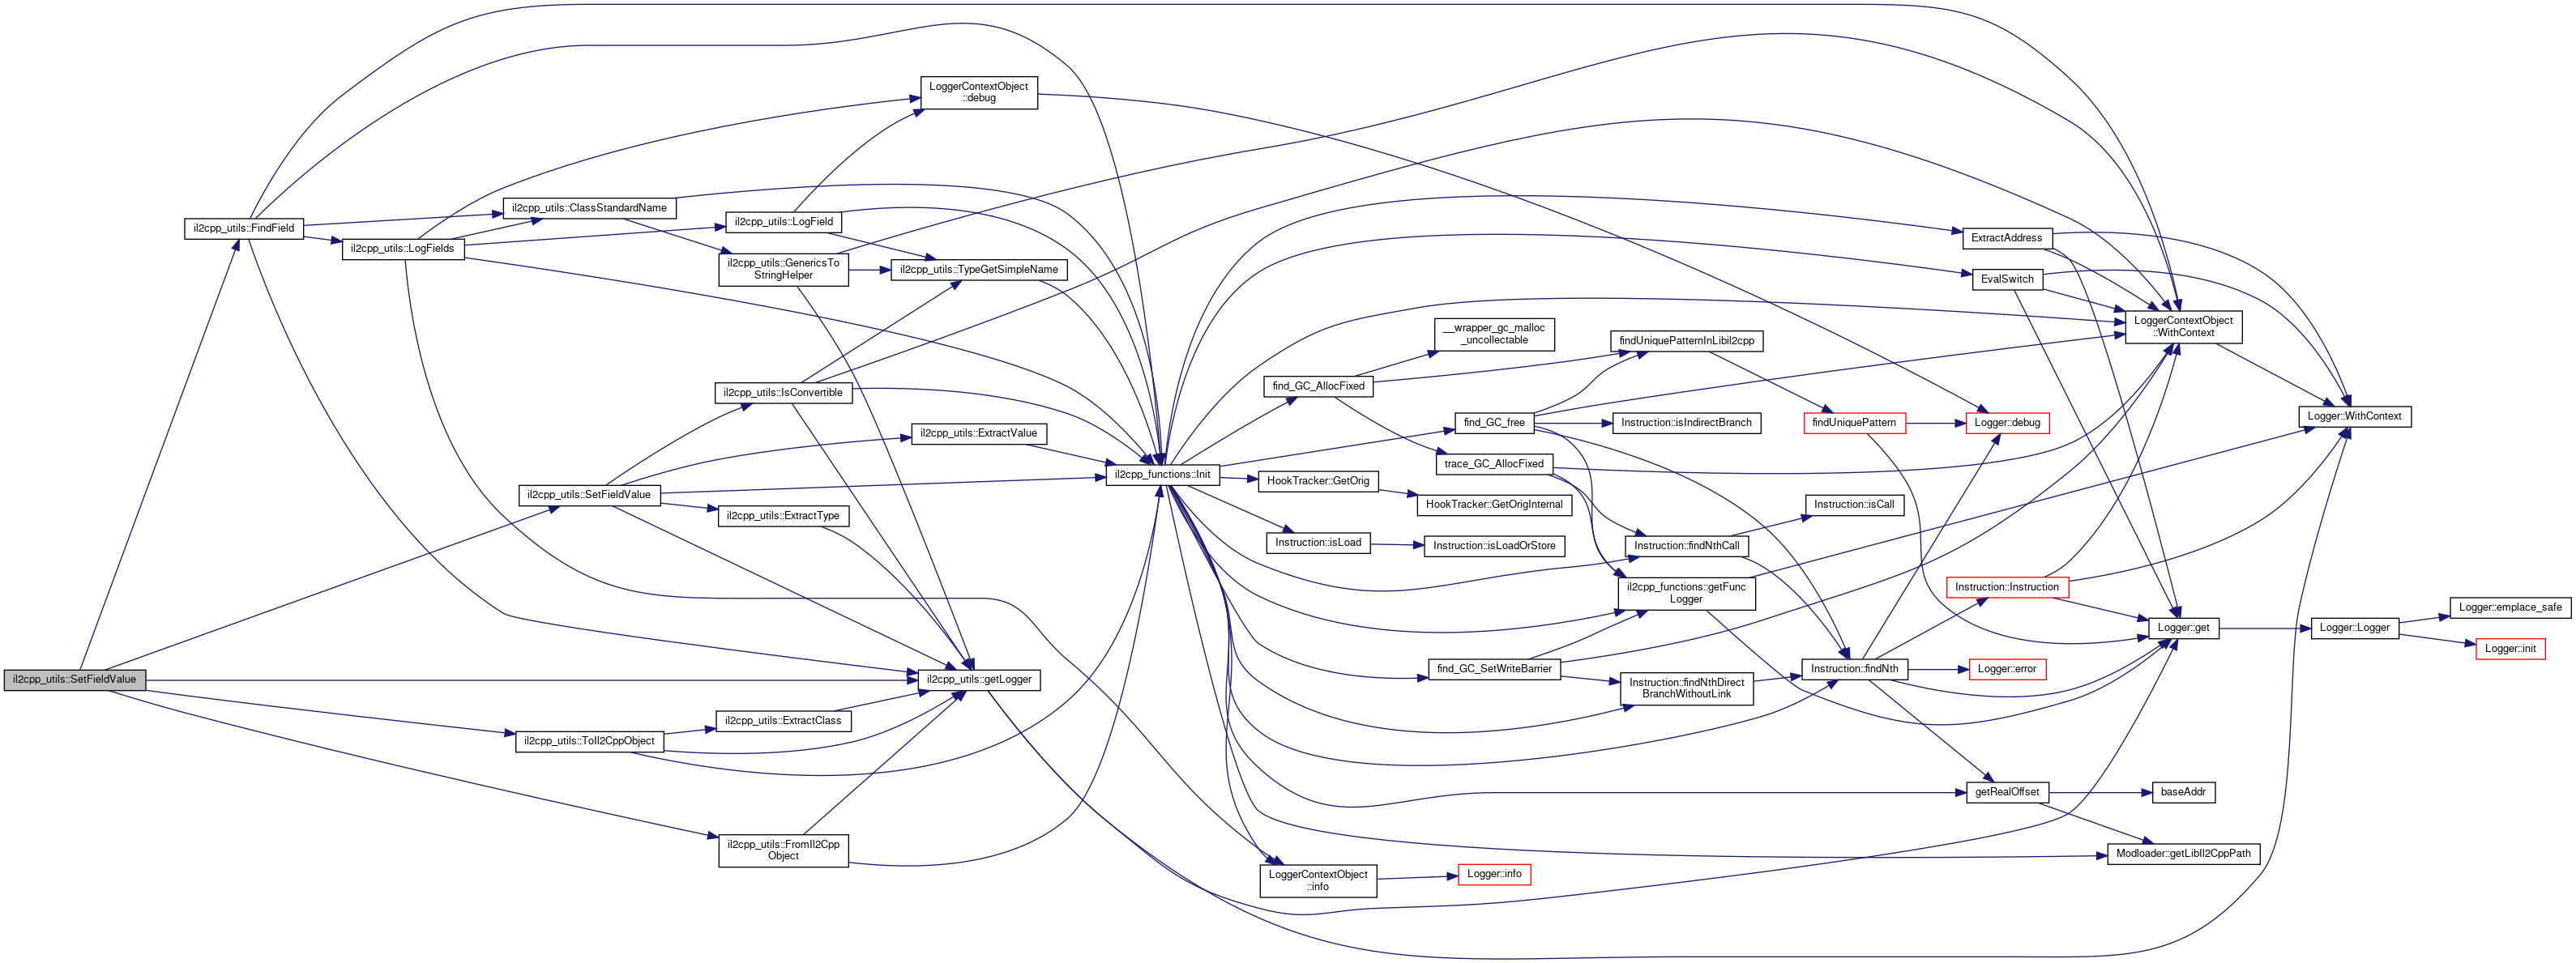 il2cpp_utils::SetFieldValue
il2cpp_utils::FindField
il2cpp_utils::LogFields
il2cpp_utils::ClassStandardName
il2cpp_utils::SetFieldValue
il2cpp_utils::ToIl2CppObject
il2cpp_utils::LogField
il2cpp_utils::GenericsTo
StringHelper
il2cpp_utils::IsConvertible
il2cpp_utils::ExtractType
il2cpp_utils::ExtractClass
il2cpp_utils::FromIl2Cpp
Object
LoggerContextObject
::debug
il2cpp_utils::TypeGetSimpleName
il2cpp_utils::ExtractValue
il2cpp_utils::getLogger
il2cpp_functions::Init
find_GC_AllocFixed
HookTracker::GetOrig
Instruction::isLoad
LoggerContextObject
::info
__wrapper_gc_malloc
_uncollectable
find_GC_free
trace_GC_AllocFixed
HookTracker::GetOrigInternal
Instruction::isLoadOrStore
find_GC_SetWriteBarrier
Logger::info
findUniquePatternInLibil2cpp
Instruction::isIndirectBranch
Instruction::findNthCall
il2cpp_functions::getFunc
Logger
Instruction::findNthDirect
BranchWithoutLink
findUniquePattern
Instruction::isCall
Instruction::findNth
ExtractAddress
EvalSwitch
Logger::debug
Instruction::Instruction
Logger::error
getRealOffset
LoggerContextObject
::WithContext
Logger::get
baseAddr
Modloader::getLibIl2CppPath
Logger::WithContext
Logger::Logger
Logger::emplace_safe
Logger::init